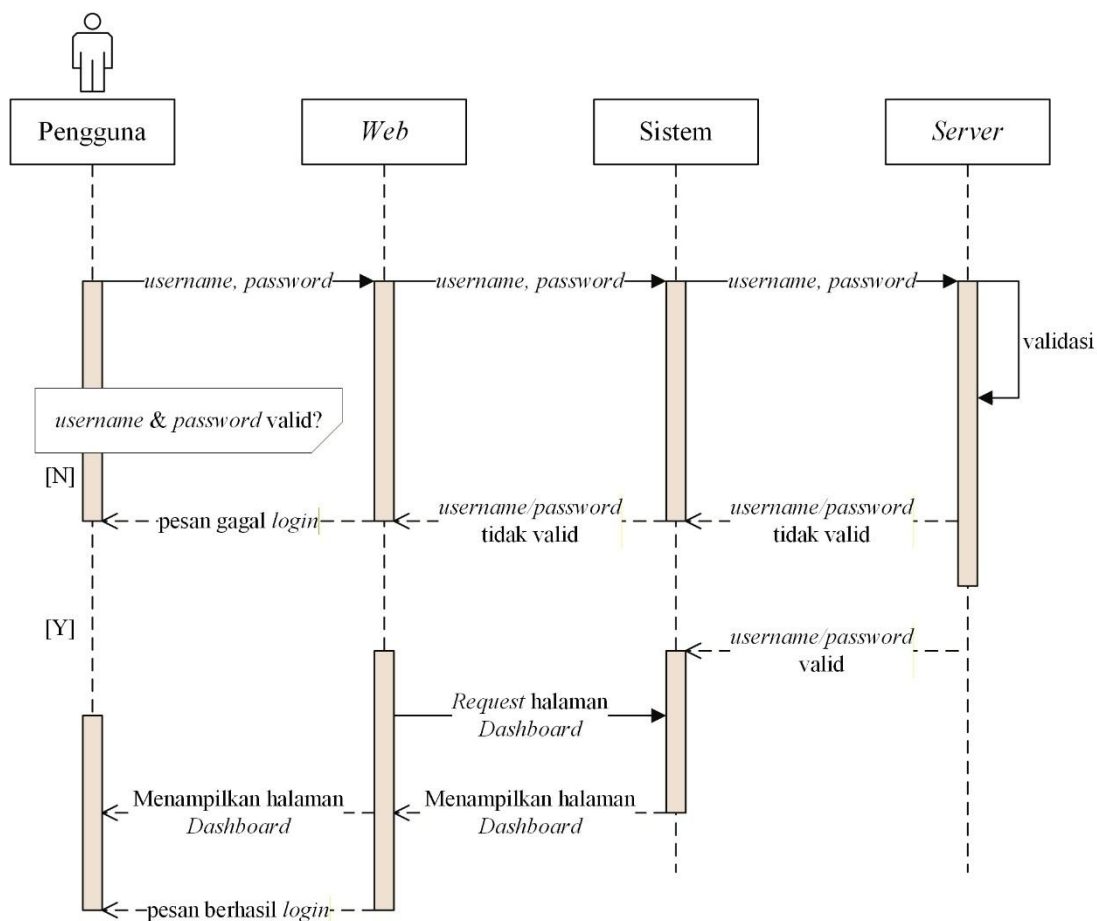 Pengguna
Web
Sistem
Server
username, password
username, password
username, password
validasi
username & password valid?
[N]
pesan gagal login
username/password
tidak valid
username/password
tidak valid
[Y]
username/password
valid
Request halaman
Dashboard
Menampilkan halaman
Dashboard
Menampilkan halaman
Dashboard
pesan berhasil login